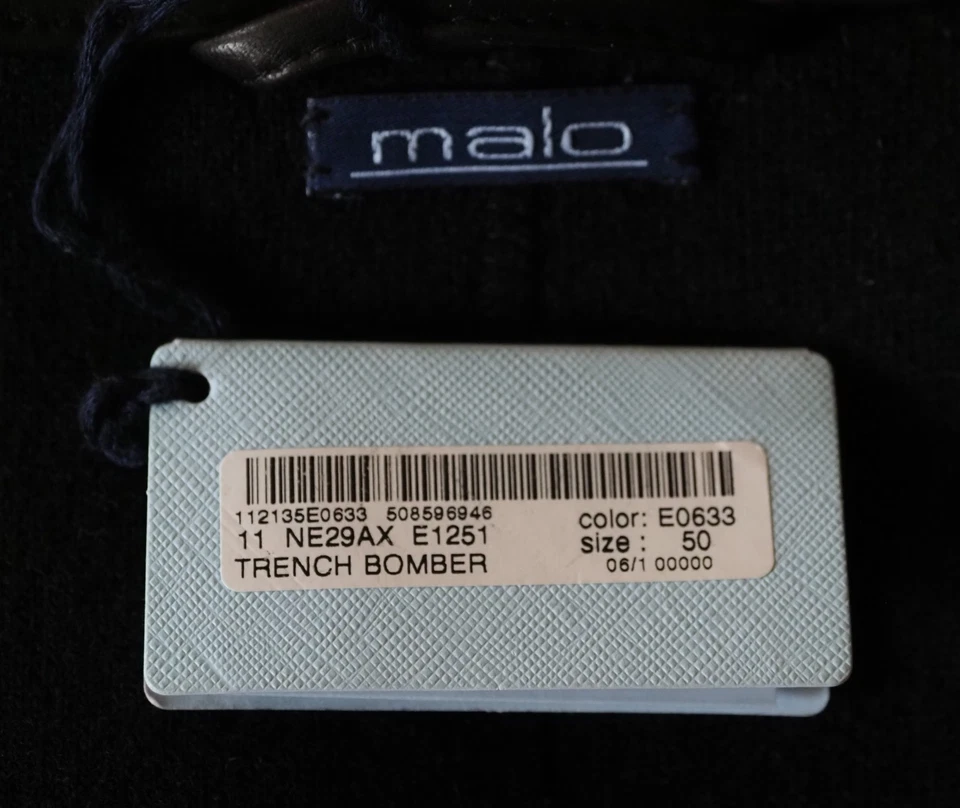 malo
112135E0633 508596946
11 NE29AX E1251
TRENCH BOMBER
color: E0633
size : 50
06/1 00000